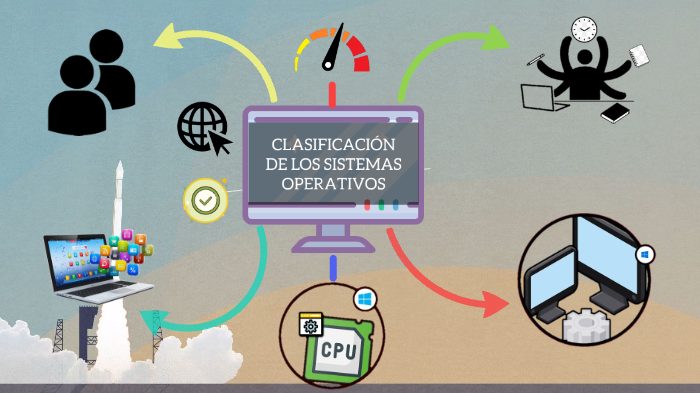 CLASIFICACIÓN
DE LOS SISTEMAS
OPERATIVOS
CPU